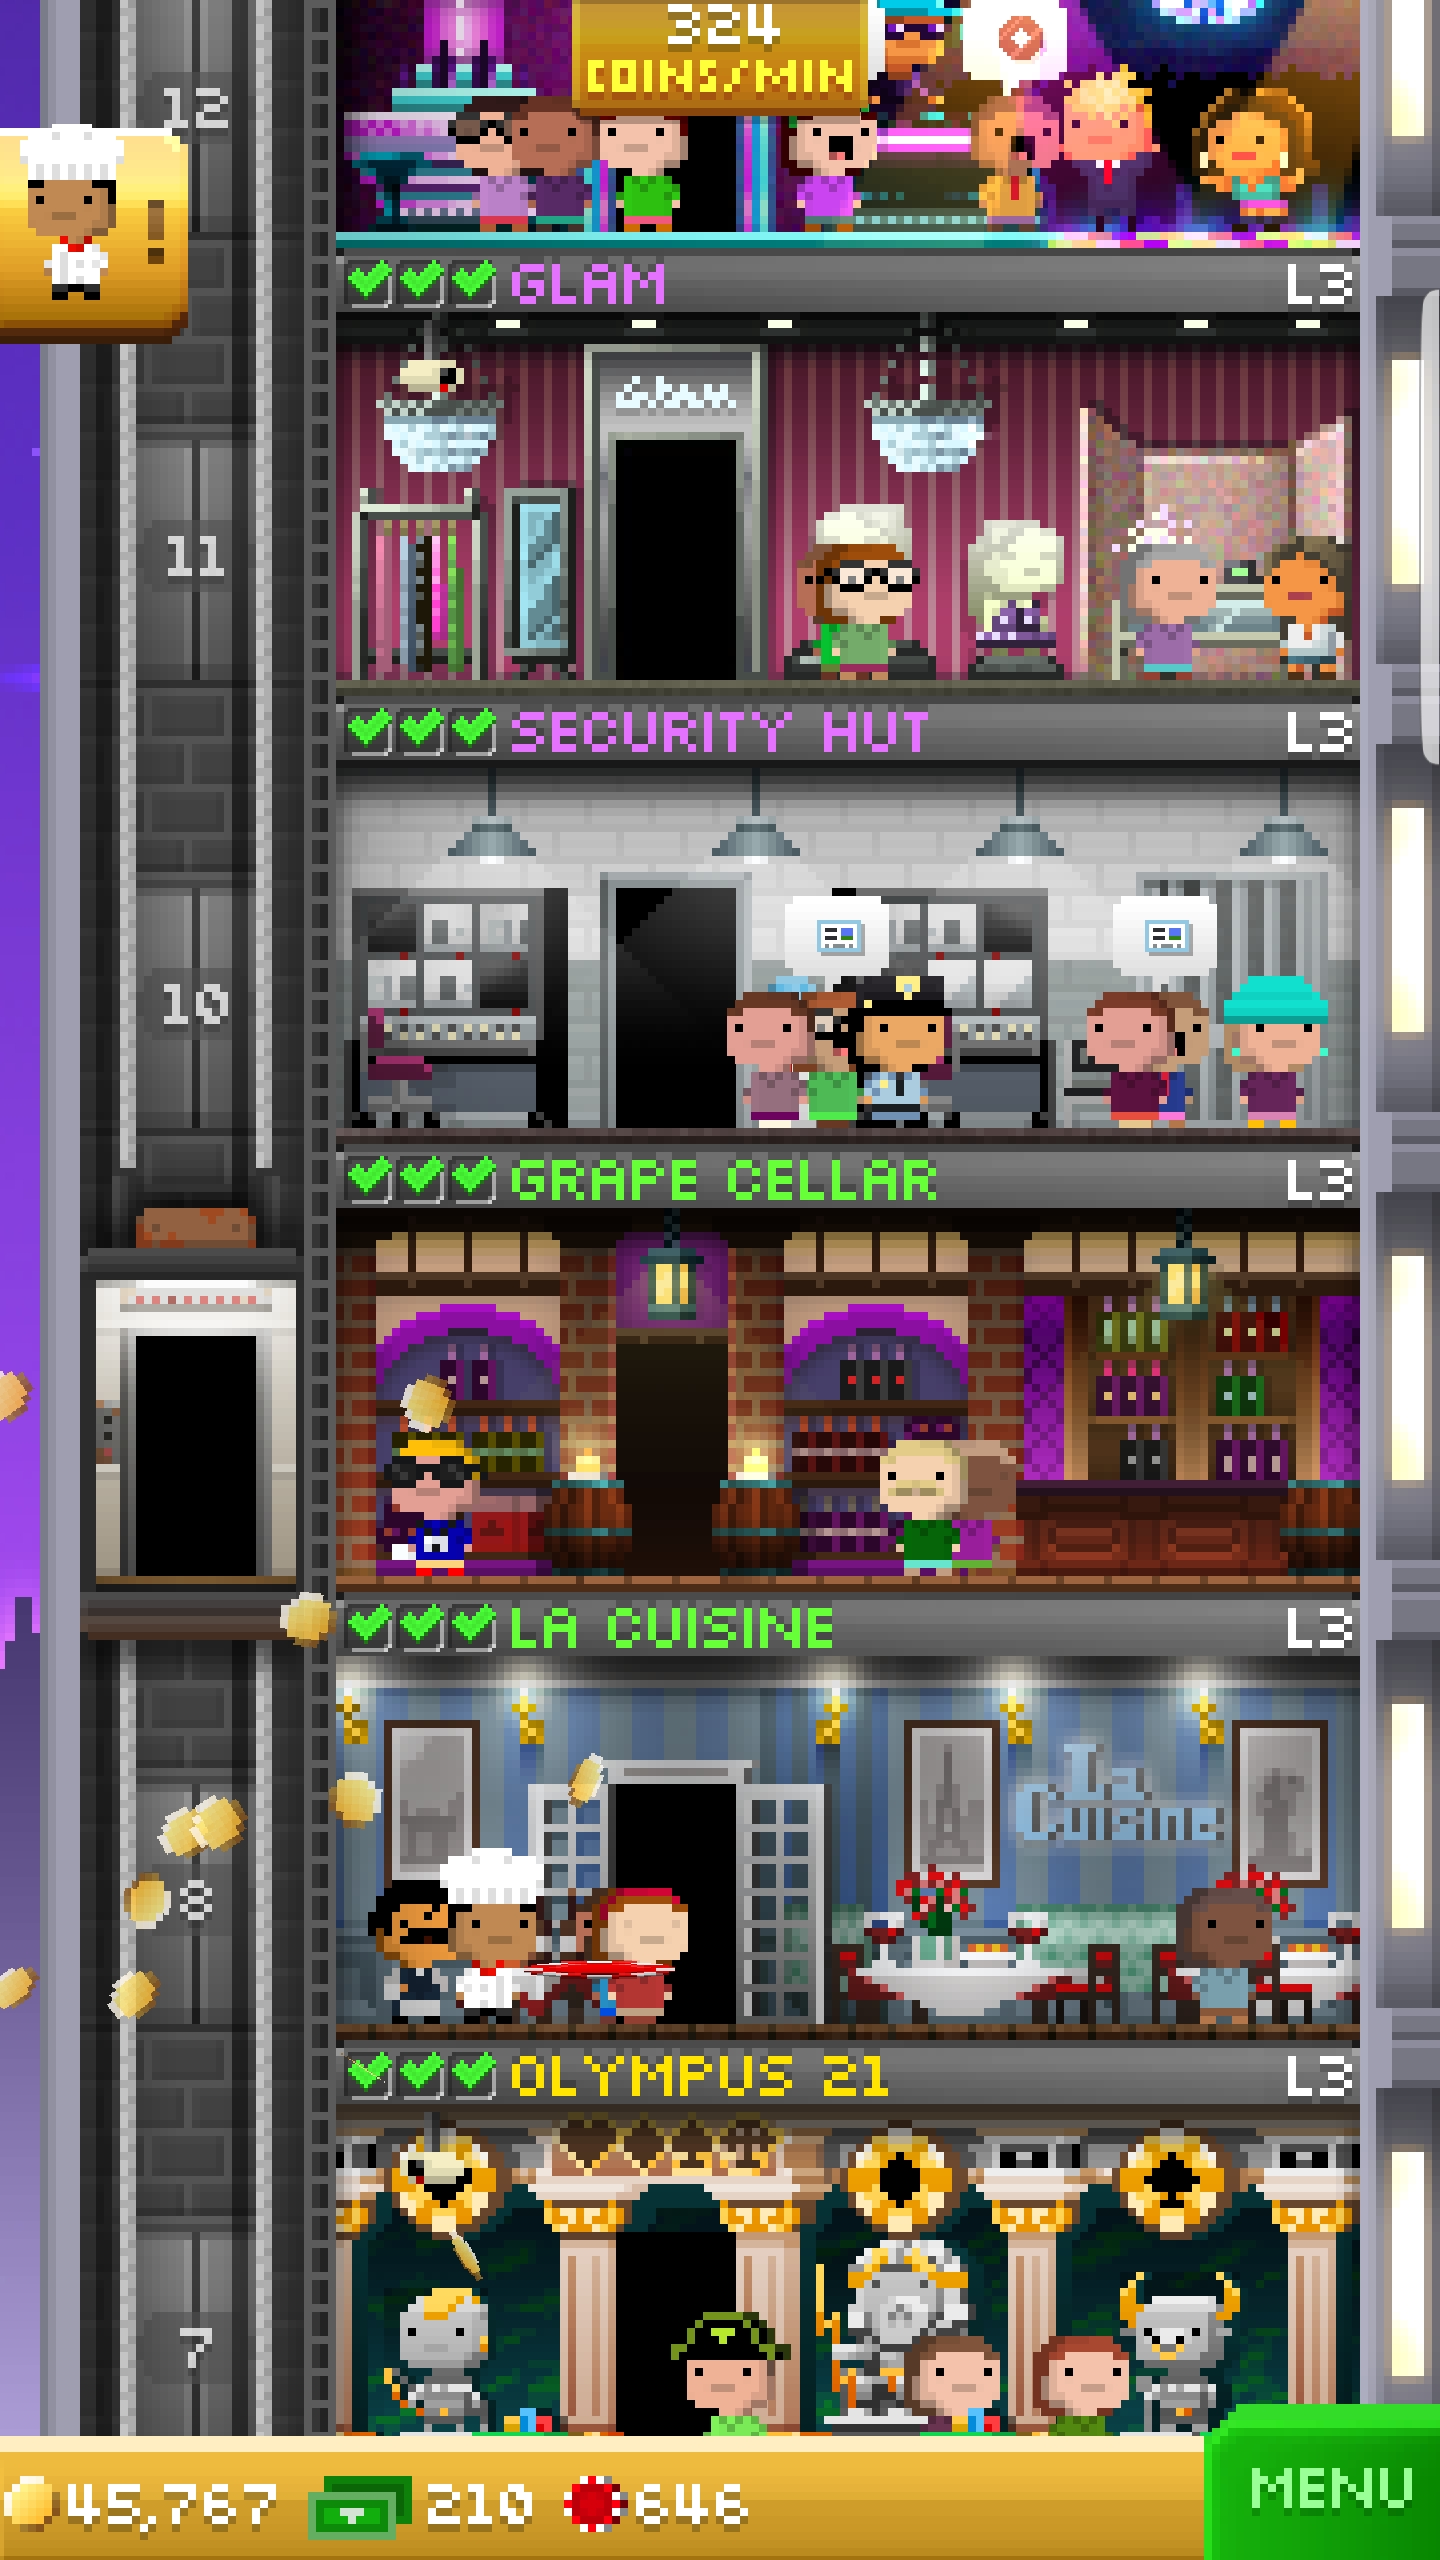 324
COINS/MIN
12
!
GLAM L3
Glam
11
SECURITY HUT L3
10
GRAPE CELLAR L3
LA CUISINE L3
La
Cuisine
8
OLYMPUS 21 L3
7
45,767 210 646
MENU